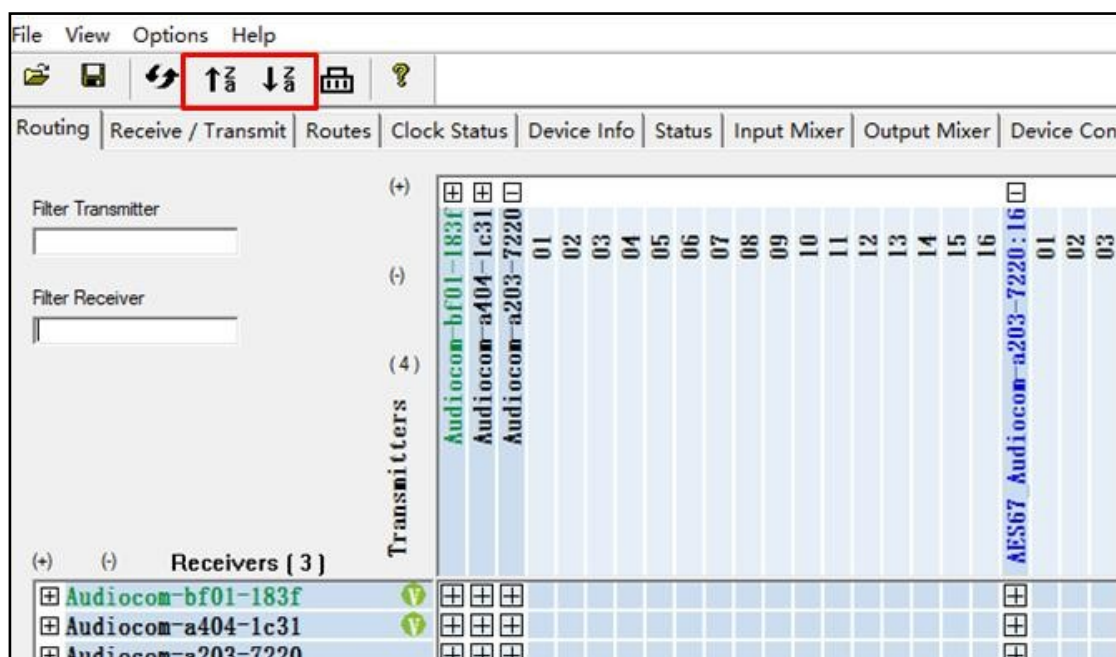 File View Options Help
Routing Receive / Transmit Routes Clock Status Device Info Status Input Mixer Output Mixer Device Con
Filter Transmitter
Filter Receiver
(+)
(-)
(4)
Transmitters
Audiocom-bf01-183f
Audiocom-a404-1c31
Audiocom-a203-7220
01 02 03 04 05 06 07 08 09 10 11 12 13 14 15 16
AES67_Audiocom-a203-7220:16
01 02 03
(+) (-) Receivers (3)
Audiocom-bf01-183f V
Audiocom-a404-1c31 V
Audiocom-a203-7220